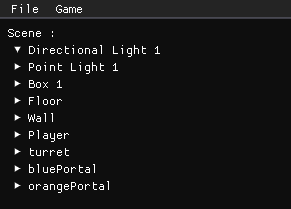 File Game
Scene :
Directional Light 1
Point Light 1
Box 1
Floor
Wall
Player
turret
bluePortal
orangePortal